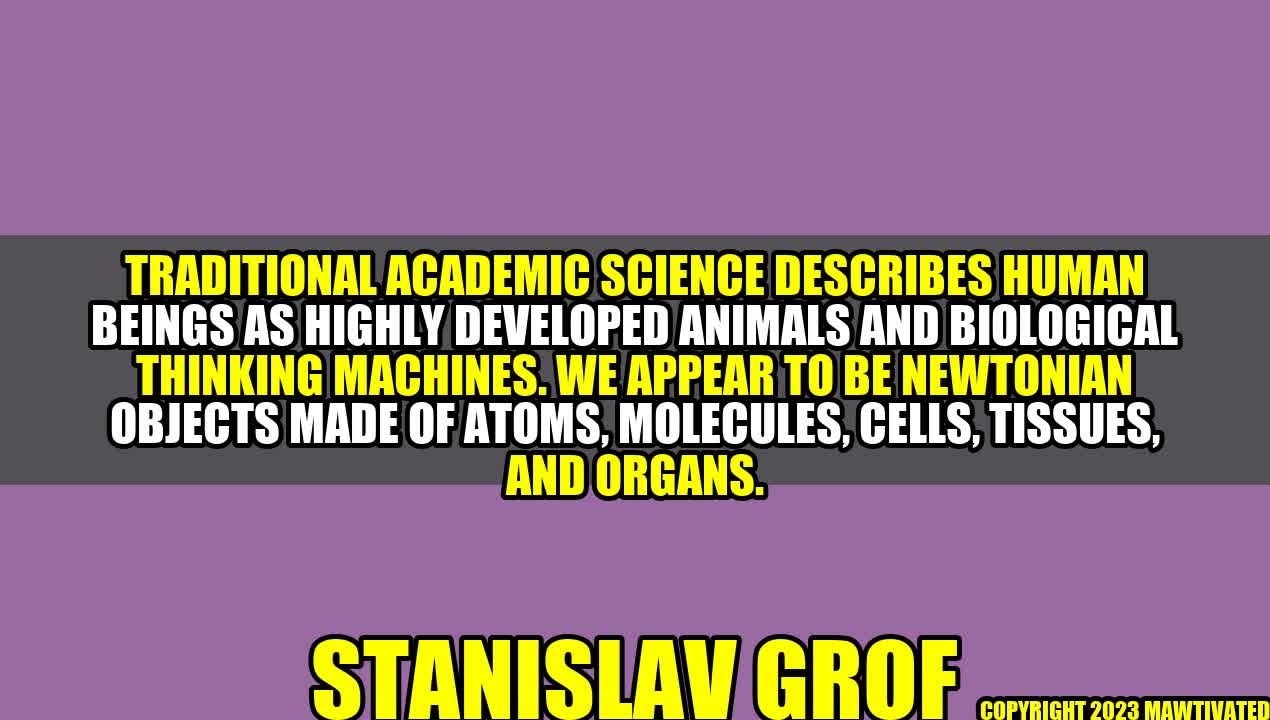 TRADITIONAL ACADEMIC SCIENCE DESCRIBES HUMAN
BEINGS AS HIGHLY DEVELOPED ANIMALS AND BIOLOGICAL
THINKING MACHINES. WE APPEAR TO BE NEWTONIAN
OBJECTS MADE OF ATOMS, MOLECULES, CELLS, TISSUES,
AND ORGANS.
STANISLAV GROF
COPYRIGHT 2023 MAWTIVATED